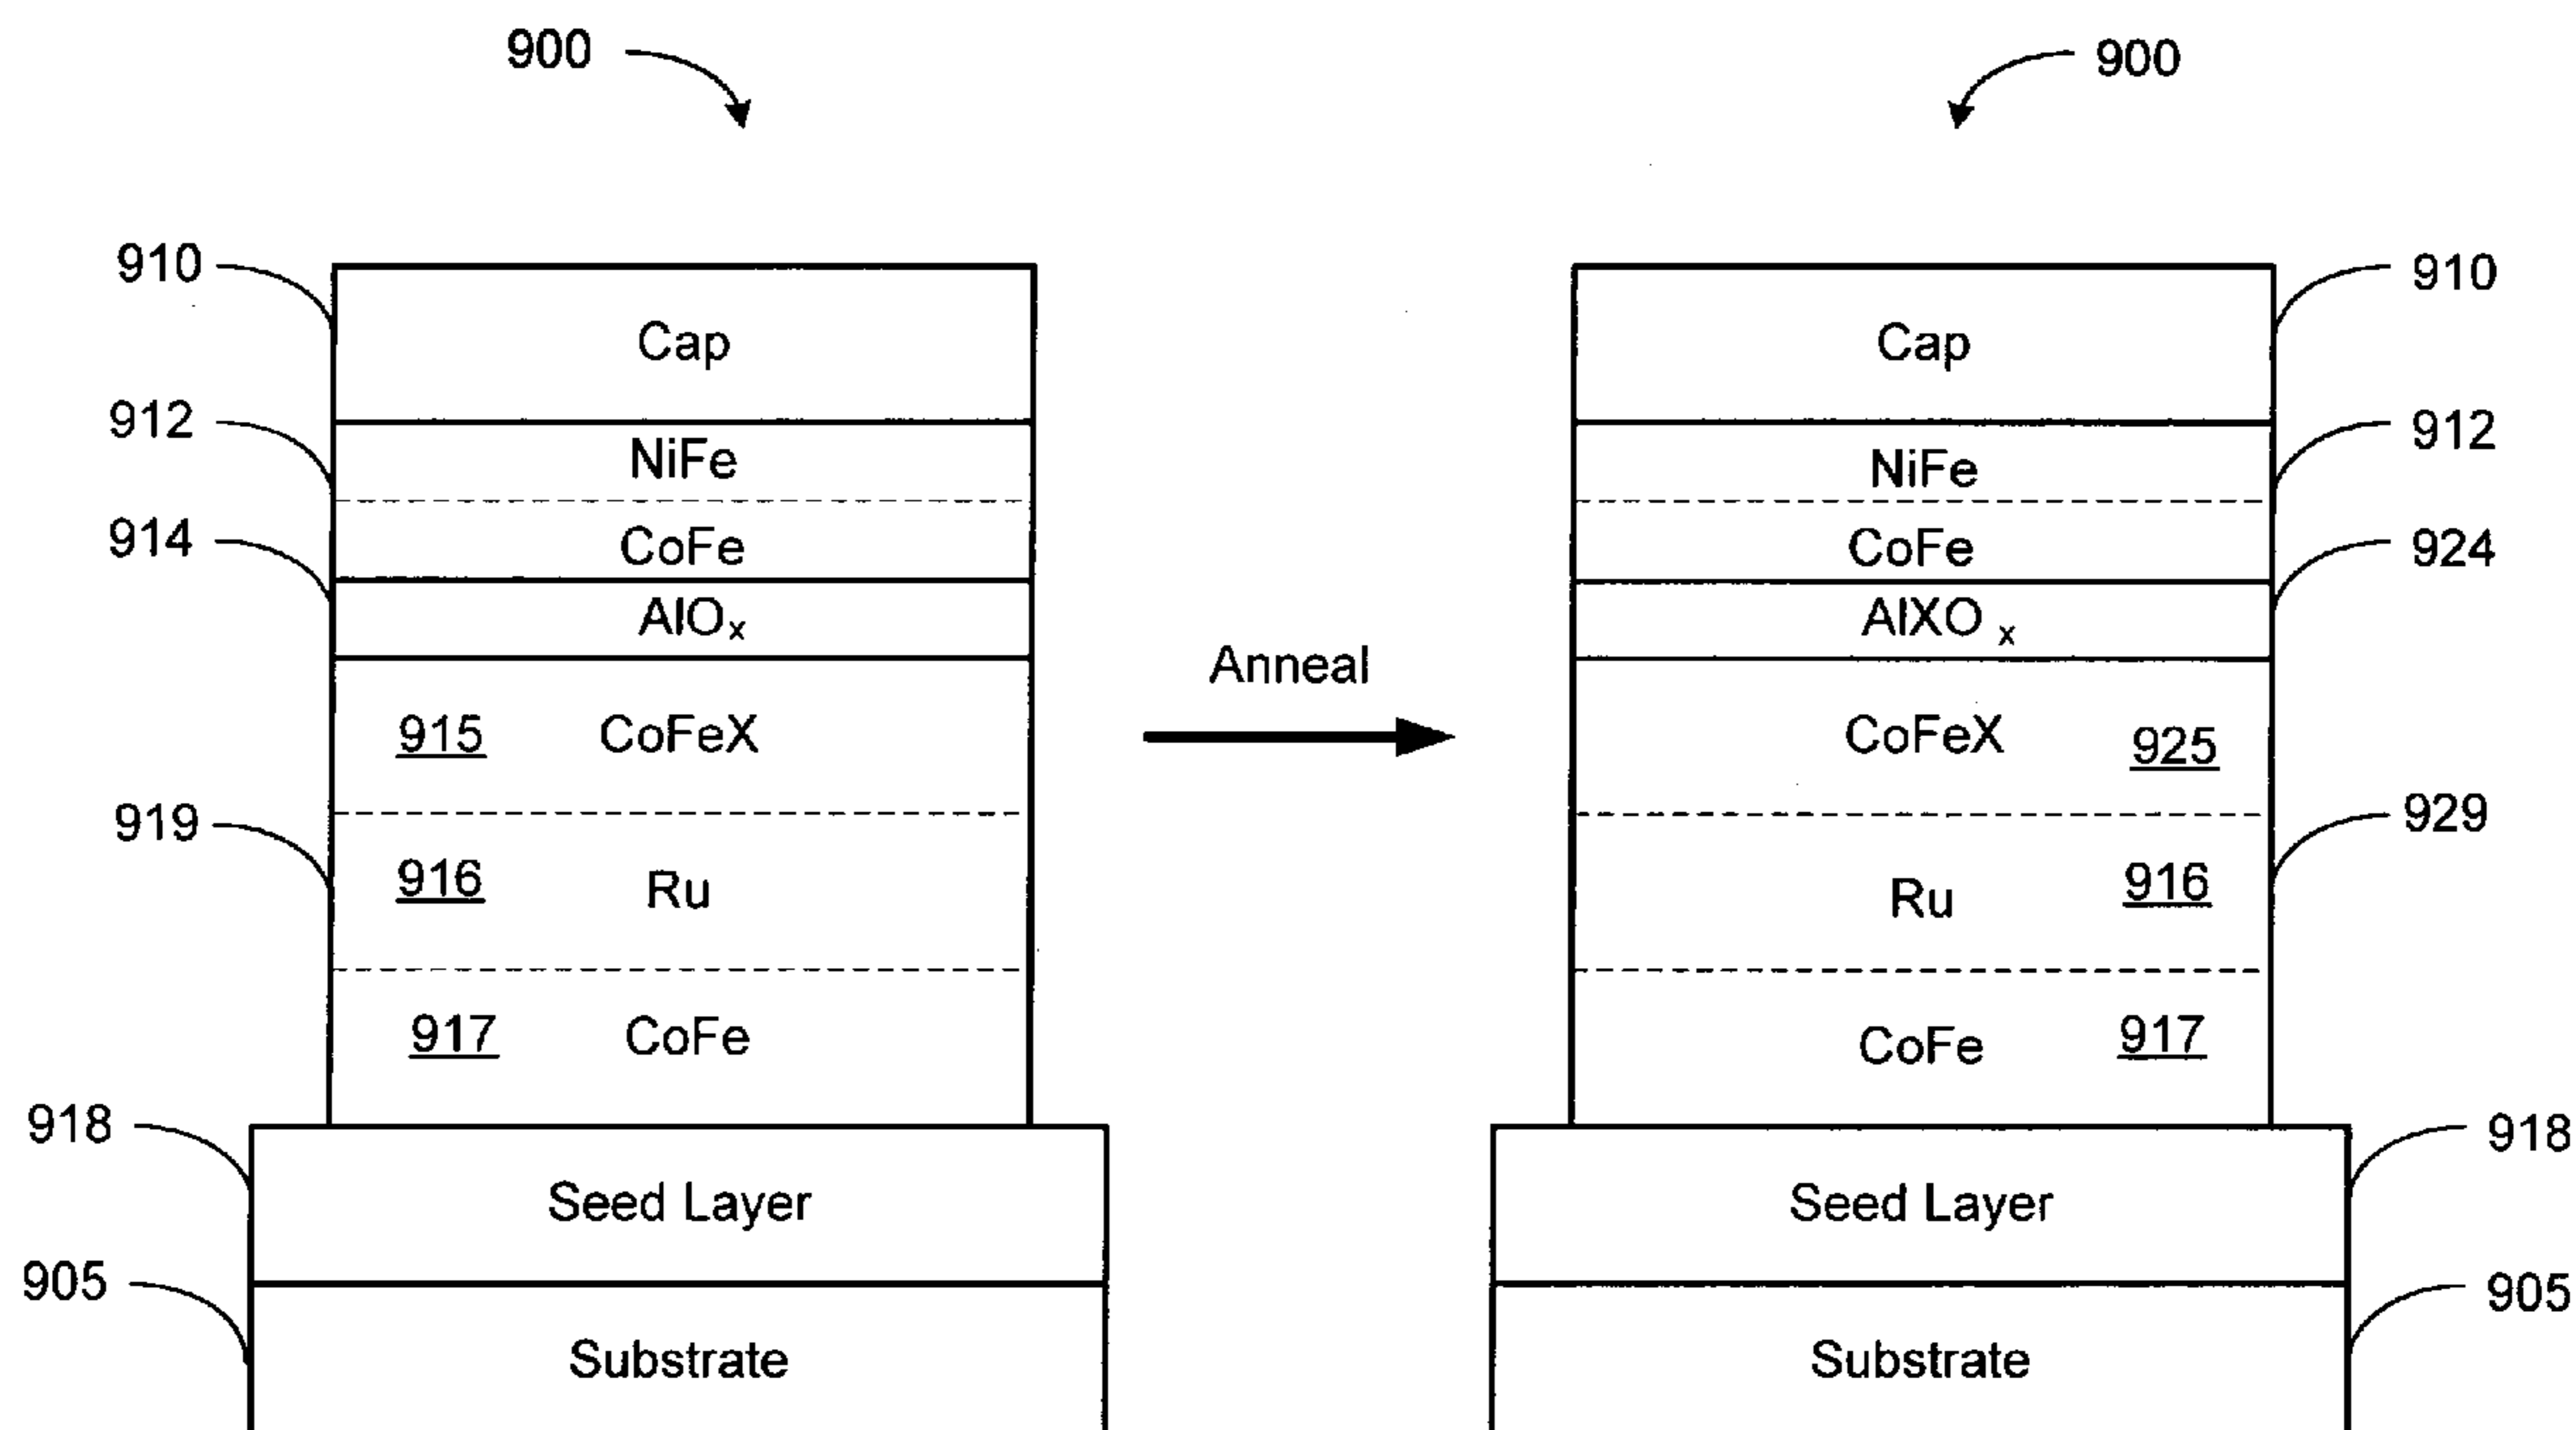 900
910
Cap
912
NiFe
CoFe
914
AlOₓ
915 CoFeX
919
916 Ru
917 CoFe
918
Seed Layer
905
Substrate
Anneal
900
Cap
910
NiFe
912
CoFe
924
AlXOₓ
CoFeX 925
929
Ru 916
CoFe 917
918
Seed Layer
905
Substrate